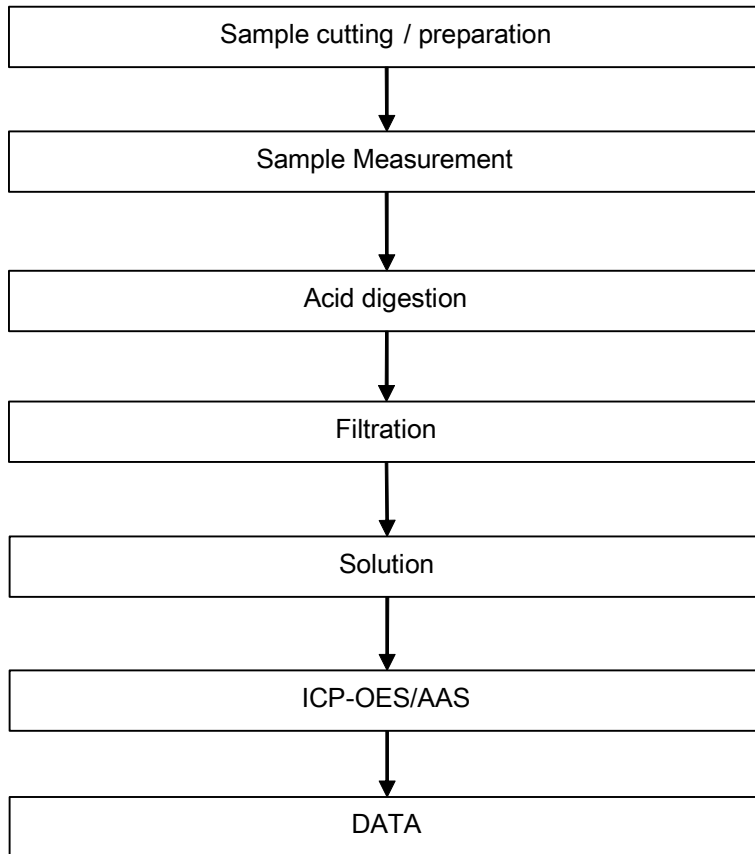 Sample cutting / preparation
Sample Measurement
Acid digestion
Filtration
Solution
ICP-OES/AAS
DATA